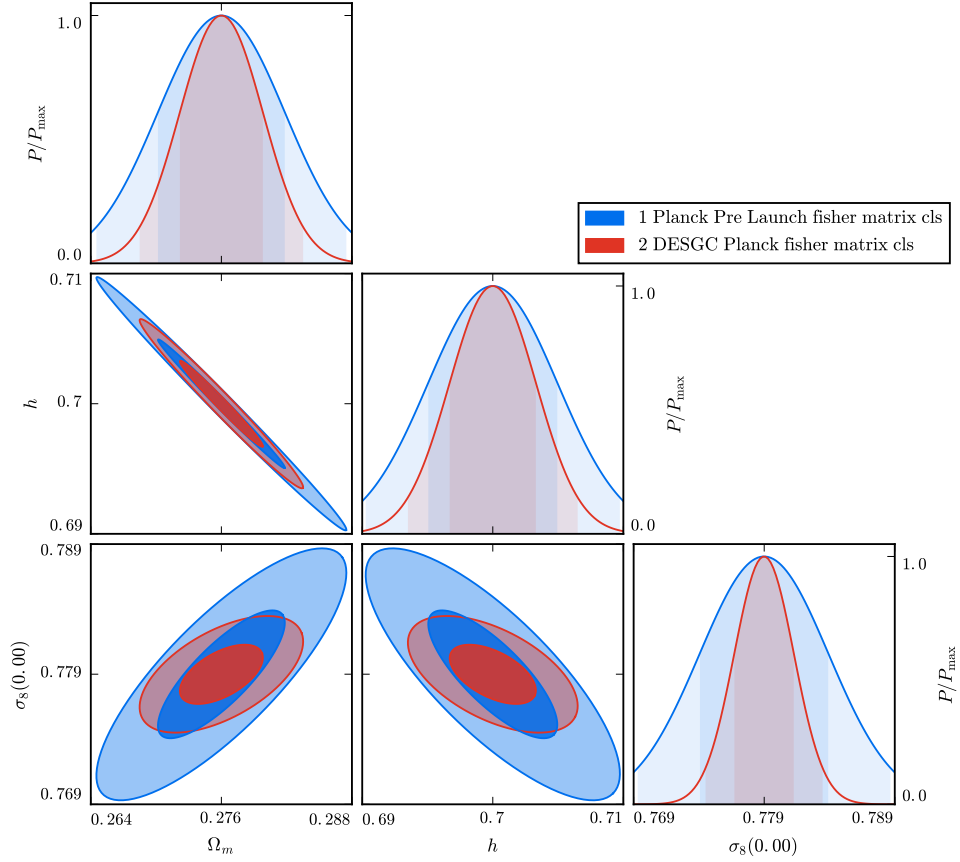 1.0
P/P_max
0.0
1 Planck Pre Launch fisher matrix cls
2 DESGC Planck fisher matrix cls
0.71
h
0.7
0.69
1.0
P/P_max
0.0
0.789
σ_8(0.00)
0.779
0.769
1.0
P/P_max
0.0
0.264 0.276 0.288
Ω_m
0.69 0.7 0.71
h
0.769 0.779 0.789
σ_8(0.00)